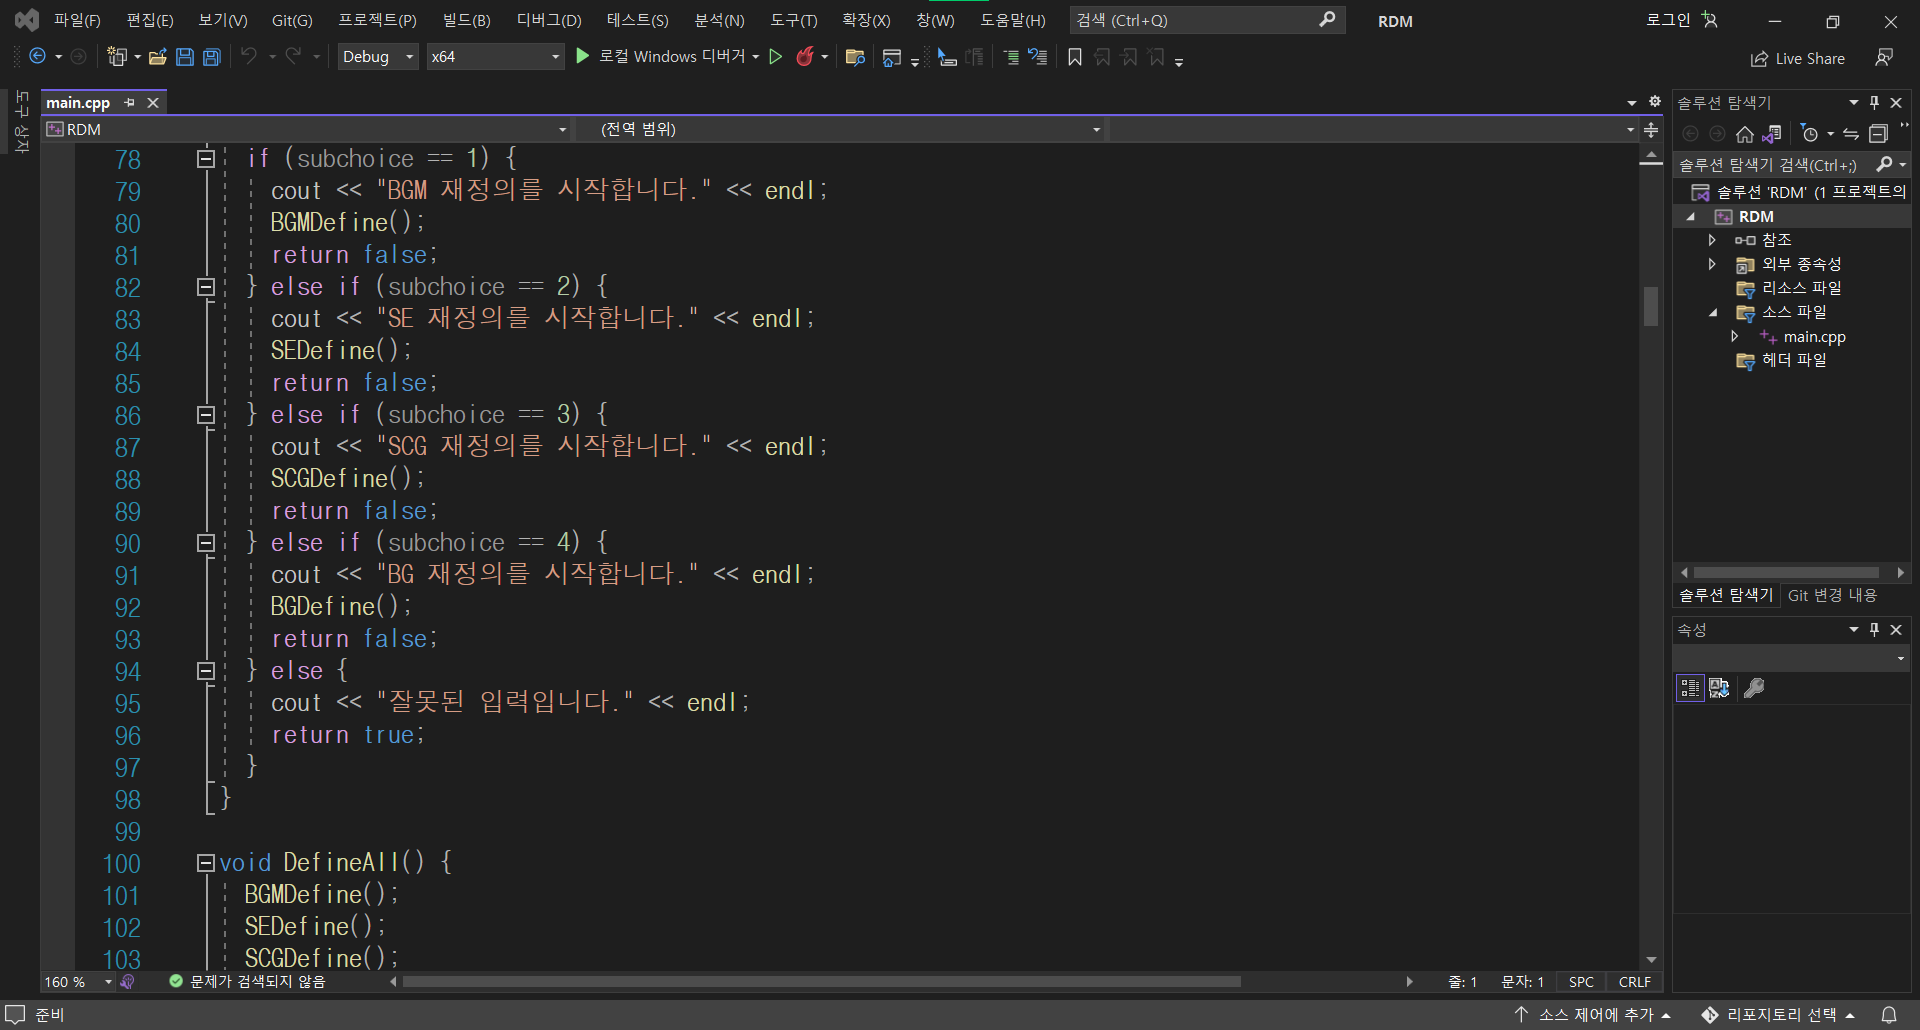 파일(F) 편집(E) 보기(V) Git(G) 프로젝트(P) 빌드(B) 디버그(D) 테스트(S) 분석(N) 도구(T) 확장(X) 창(W) 도움말(H) 검색 (Ctrl+Q) RDM 로그인
Debug x64 로컬 Windows 디버거 Live Share
도구 상자
main.cpp
RDM (전역 범위)
78 if (subchoice == 1) {
79 cout << "BGM 재정의를 시작합니다." << endl;
80 BGMDefine();
81 return false;
82 } else if (subchoice == 2) {
83 cout << "SE 재정의를 시작합니다." << endl;
84 SEDefine();
85 return false;
86 } else if (subchoice == 3) {
87 cout << "SCG 재정의를 시작합니다." << endl;
88 SCGDefine();
89 return false;
90 } else if (subchoice == 4) {
91 cout << "BG 재정의를 시작합니다." << endl;
92 BGDefine();
93 return false;
94 } else {
95 cout << "잘못된 입력입니다." << endl;
96 return true;
97 }
98 }
99
100 void DefineAll() {
101 BGMDefine();
102 SEDefine();
103 SCGDefine();
160 % 문제가 검색되지 않음 줄: 1 문자: 1 SPC CRLF
솔루션 탐색기
솔루션 탐색기 검색(Ctrl+;)
솔루션 'RDM' (1 프로젝트의
RDM
참조
외부 종속성
리소스 파일
소스 파일
main.cpp
헤더 파일
솔루션 탐색기 Git 변경 내용
속성
준비 소스 제어에 추가 리포지토리 선택